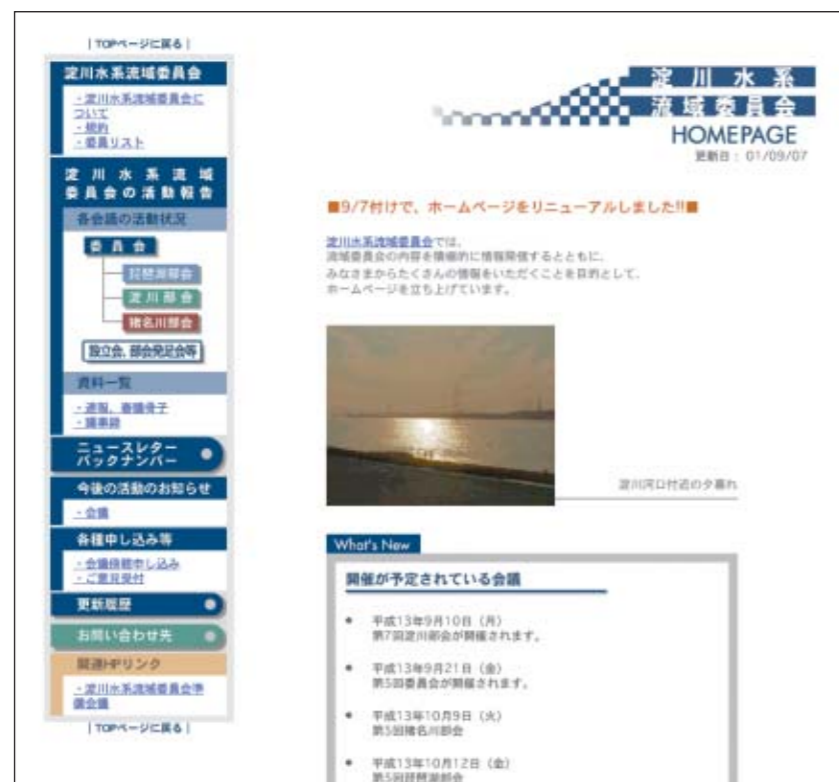 ｜TOPページに戻る｜
淀川水系流域委員会
・淀川水系流域委員会に
ついて
・規約
・委員リスト
淀川水系流域
委員会の活動報告
各会議の活動状況
委員会
琵琶湖部会
淀川部会
猪名川部会
設立会、部会発足会等
資料一覧
・速報、審議骨子
・議事録
ニュースレター
バックナンバー
今後の活動のお知らせ
・会議
各種申し込み等
・会議傍聴申し込み
・ご意見受付
更新履歴
お問い合わせ先
関連HPリンク
・淀川水系流域委員会準
備会議
｜TOPページに戻る｜
淀川水系
流域委員会
HOMEPAGE
更新日：01/09/07
■9/7付けで、ホームページをリニューアルしました!!■
淀川水系流域委員会では、
流域委員会の内容を積極的に情報発信するとともに、
みなさまからたくさんの情報をいただくことを目的として、
ホームページを立ち上げています。
淀川河口付近の夕暮れ
What's New
開催が予定されている会議
● 平成13年9月10日（月）
第7回淀川部会が開催されます。
● 平成13年9月21日（金）
第5回委員会が開催されます。
● 平成13年10月9日（火）
第5回猪名川部会
● 平成13年10月12日（金）
第5回琵琶湖部会